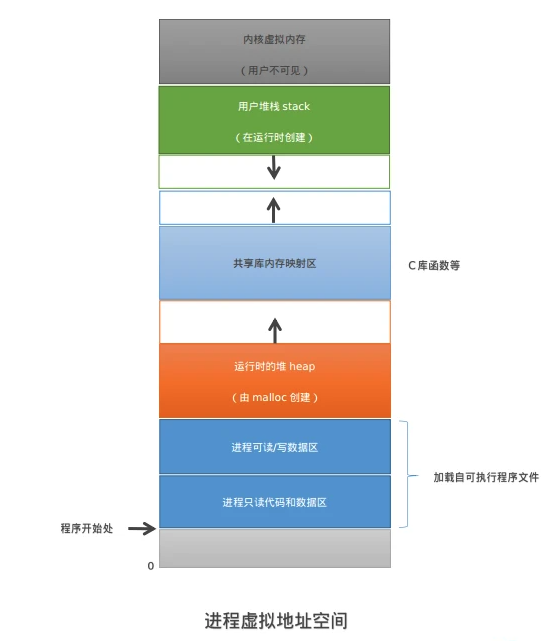 内核虚拟内存
（用户不可见）
用户堆栈 stack
（在运行时创建）
共享库内存映射区
C 库函数等
运行时的堆 heap
（由 malloc 创建）
进程可读/写数据区
加载自可执行程序文件
进程只读代码和数据区
程序开始处
0
进程虚拟地址空间